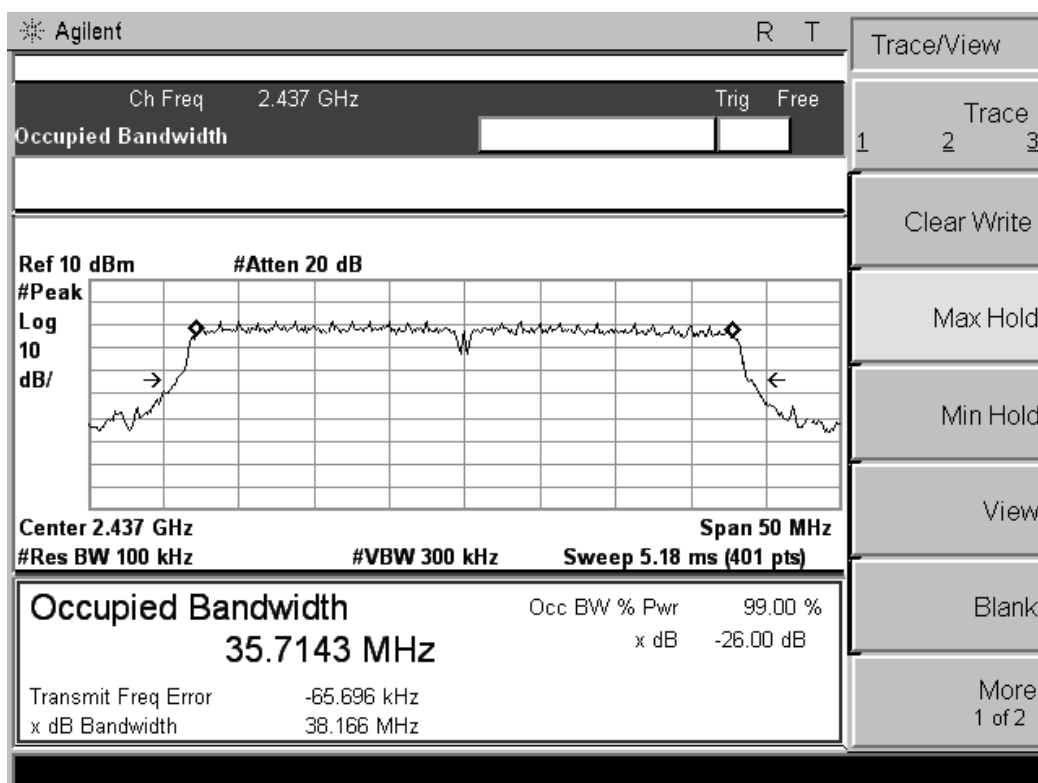 Agilent R T
Trace/View
Ch Freq 2.437 GHz Trig Free
Occupied Bandwidth
Trace
1 2 3
Clear Write
Ref 10 dBm #Atten 20 dB
#Peak
Log
10
dB/
Max Hold
Min Hold
View
Center 2.437 GHz Span 50 MHz
#Res BW 100 kHz #VBW 300 kHz Sweep 5.18 ms (401 pts)
Occupied Bandwidth
35.7143 MHz
Occ BW % Pwr 99.00 %
x dB -26.00 dB
Transmit Freq Error -65.696 kHz
x dB Bandwidth 38.166 MHz
Blank
More
1 of 2